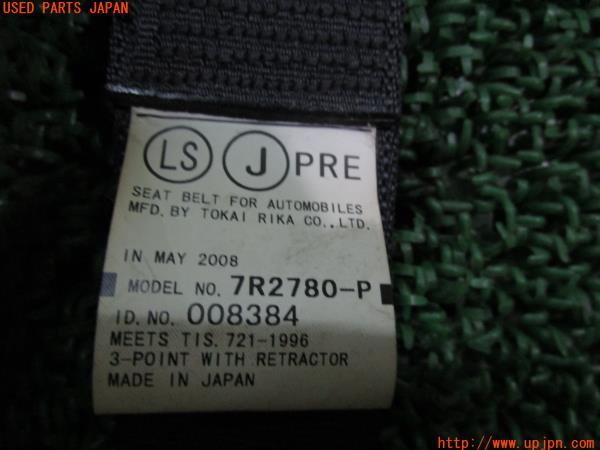 USED PARTS JAPAN
LS J PRE
SEAT BELT FOR AUTOMOBILES
MFD. BY TOKAI RIKA CO.,LTD.
IN MAY 2008
MODEL NO. 7R2780-P
ID. NO. 008384
MEETS TIS. 721-1996
3-POINT WITH RETRACTOR
MADE IN JAPAN
http://www.upjpn.com/